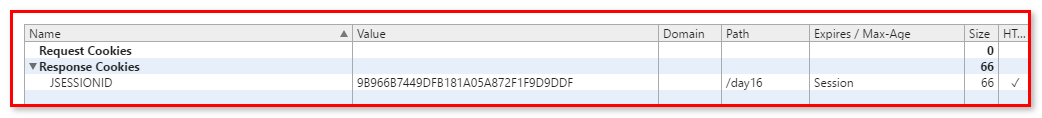 Name Value Domain Path Expires / Max-Age Size HT...
Request Cookies 0
Response Cookies 66
JSESSIONID 9B966B7449DFB181A05A872F1F9D9DDF /day16 Session 66 ✓